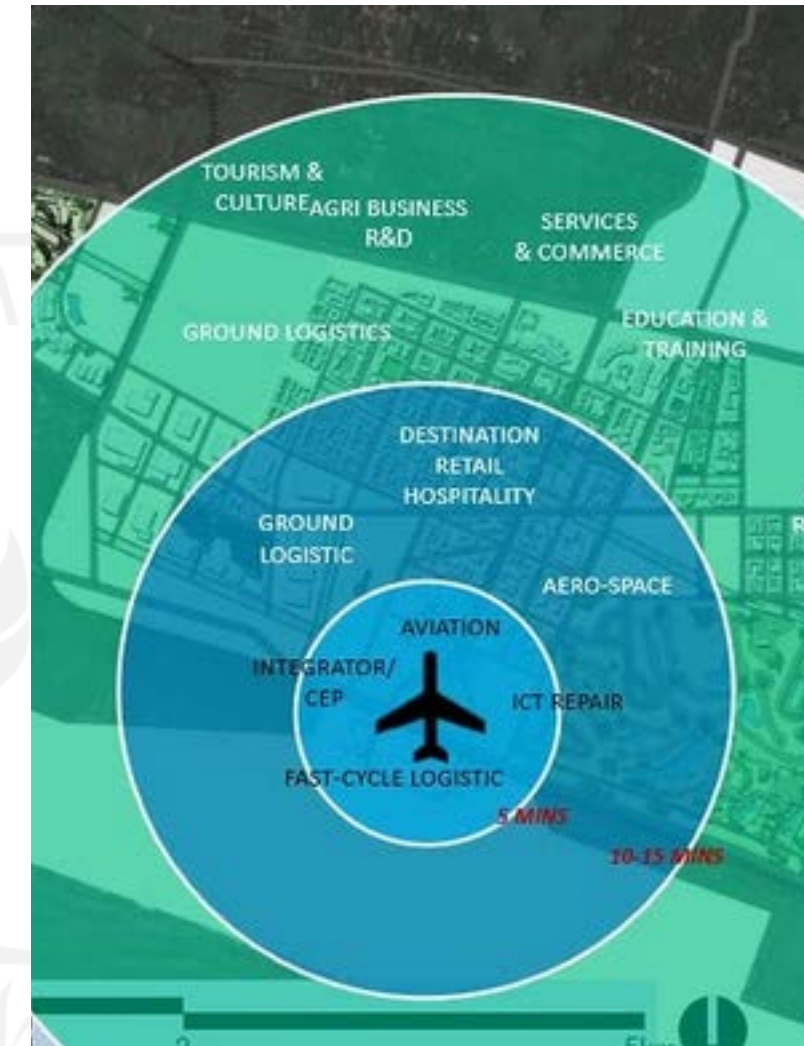 TOURISM &
CULTURE
AGRI BUSINESS
R&D
SERVICES
& COMMERCE
GROUND LOGISTICS
EDUCATION &
TRAINING
DESTINATION
RETAIL
HOSPITALITY
GROUND
LOGISTIC
R
AERO-SPACE
AVIATION
INTEGRATOR/
CEP
ICT REPAIR
FAST-CYCLE LOGISTIC
5 MINS
10-15 MINS